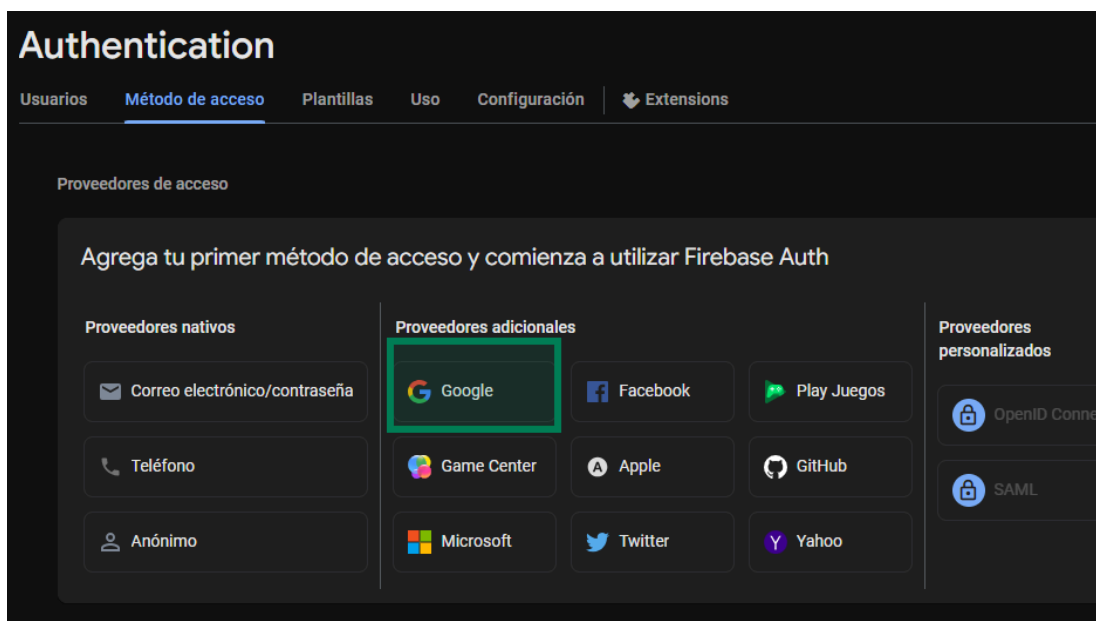 Authentication
Usuarios Método de acceso Plantillas Uso Configuración Extensions
Proveedores de acceso
Agrega tu primer método de acceso y comienza a utilizar Firebase Auth
Proveedores nativos
Correo electrónico/contraseña
Teléfono
Anónimo
Proveedores adicionales
Google Facebook Play Juegos
Game Center Apple GitHub
Microsoft Twitter Yahoo
Proveedores
personalizados
OpenID Conne
SAML